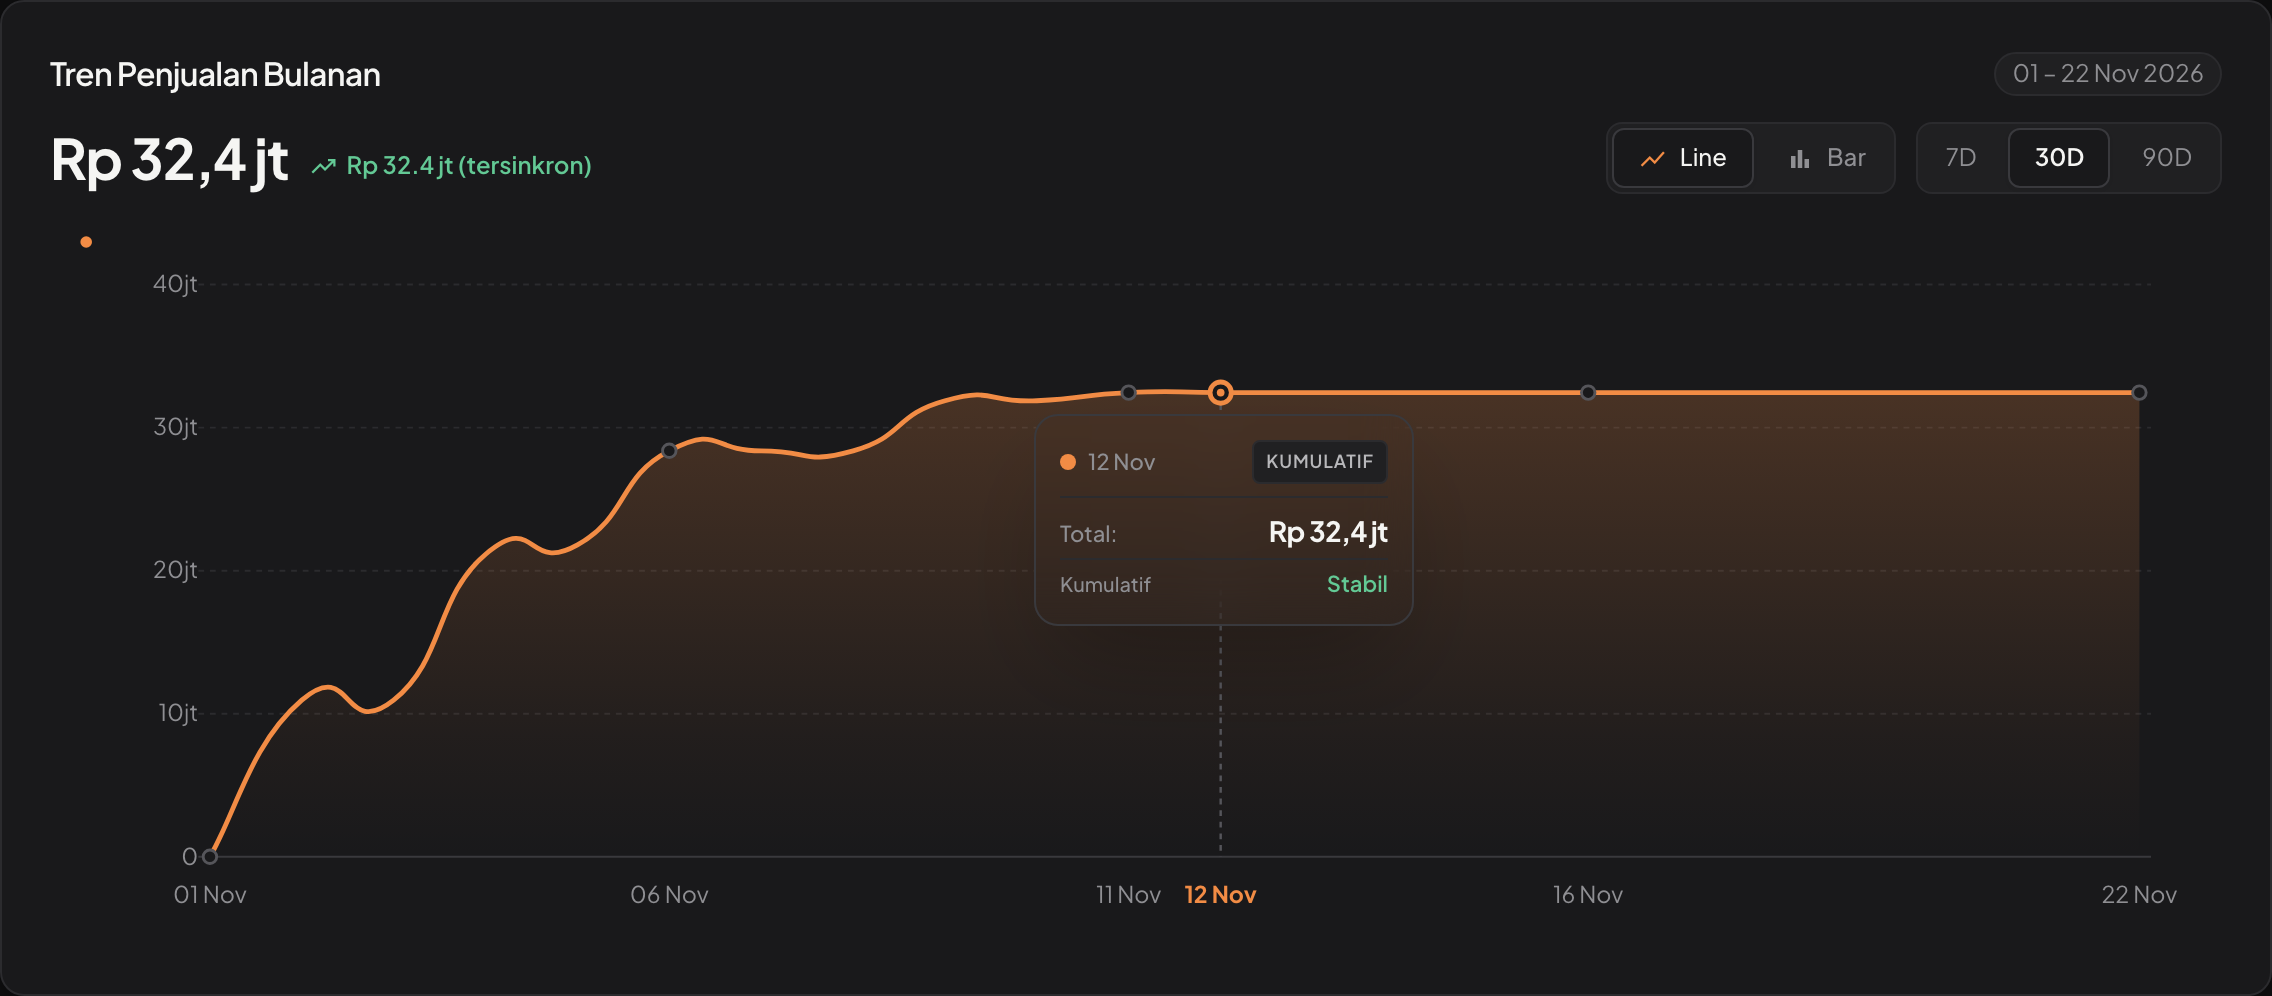 Tren Penjualan Bulanan
01 – 22 Nov 2026
Rp 32,4 jt
Rp 32.4 jt (tersinkron)
Line
Bar
7D
30D
90D
40jt
30jt
20jt
10jt
0
12 Nov
KUMULATIF
Total:
Rp 32,4 jt
Kumulatif
Stabil
01 Nov
06 Nov
11 Nov
12 Nov
16 Nov
22 Nov